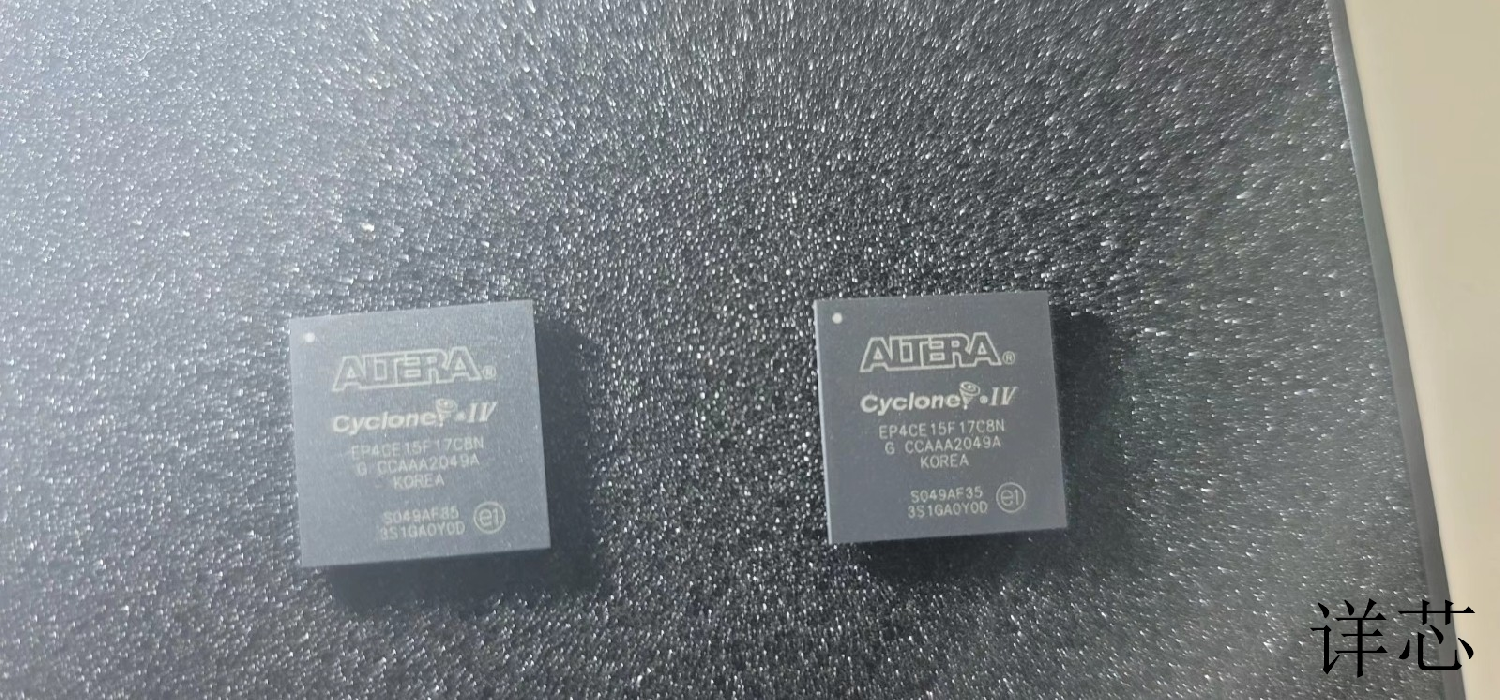 ALTERA®
Cyclone® IV
EP4CE15F17C8N
G CCAAA2049A
KOREA
S049AF35
3S1GA0Y0D
e1
ALTERA®
Cyclone® IV
EP4CE15F17C8N
G CCAAA2049A
KOREA
S049AF35
3S1GA0Y0D
e1
详芯